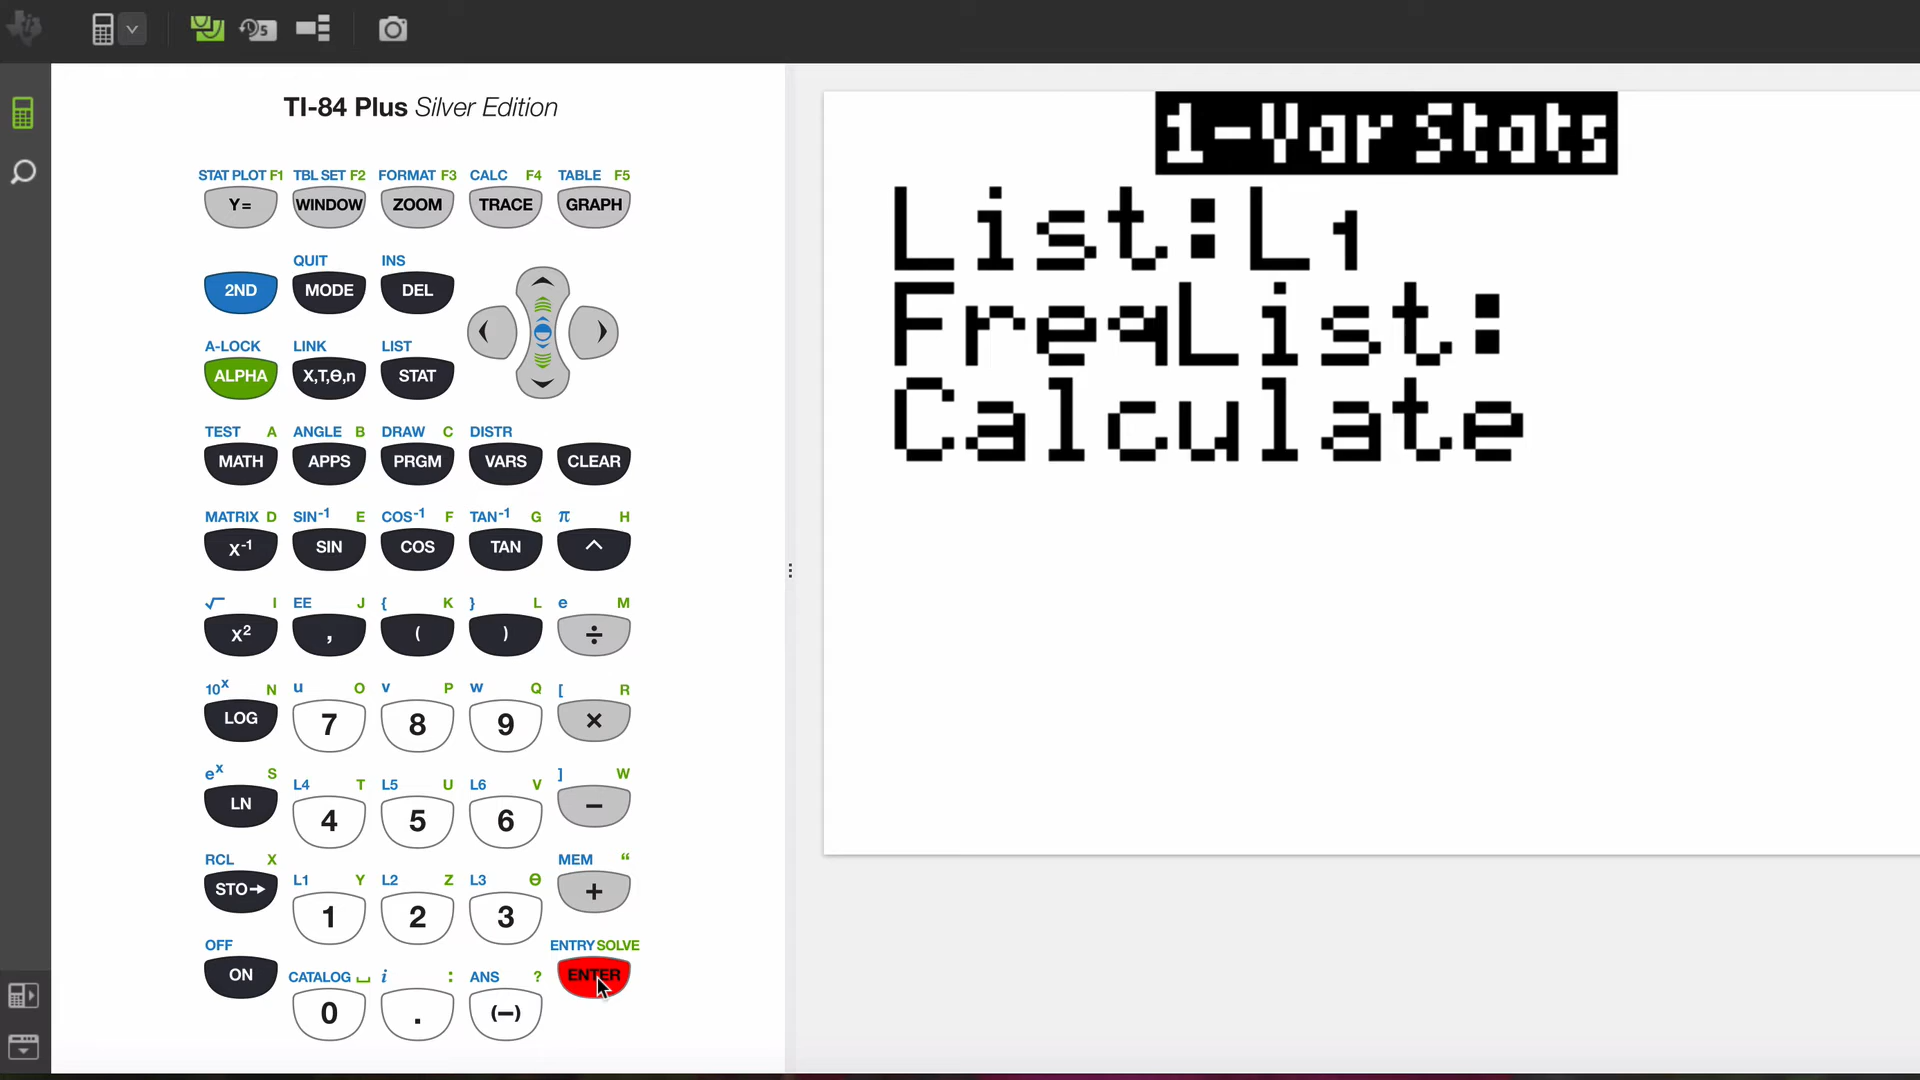 TI-84 Plus Silver Edition
STAT PLOT F1 TBL SET F2 FORMAT F3 CALC F4 TABLE F5
Y= WINDOW ZOOM TRACE GRAPH
QUIT INS
2ND MODE DEL
A-LOCK LINK LIST
ALPHA X,T,Θ,n STAT
TEST A ANGLE B DRAW C DISTR
MATH APPS PRGM VARS CLEAR
MATRIX D SIN⁻¹ E COS⁻¹ F TAN⁻¹ G π H
X⁻¹ SIN COS TAN ^
√ I EE J { K } L e M
X² , ( ) ÷
10ˣ N u O v P w Q [ R
LOG 7 8 9 ×
eˣ S L4 T L5 U L6 V ] W
LN 4 5 6 −
RCL X L1 Y L2 Z L3 Θ MEM “
STO→ 1 2 3 +
OFF CATALOG ⎵ i : ANS ? ENTRY SOLVE
ON 0 . (−) ENTER
1-Var Stats
List:L₁
FreqList:
Calculate